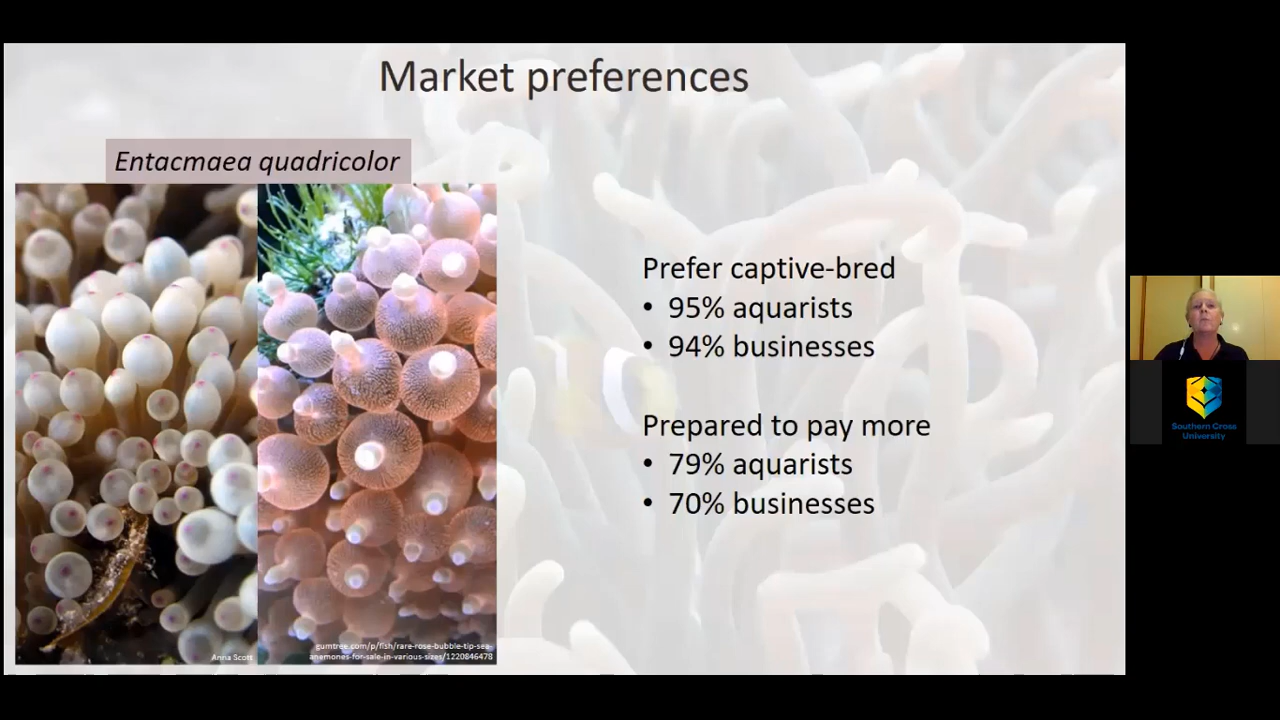 Market preferences
Entacmaea quadricolor
Prefer captive-bred
• 95% aquarists
• 94% businesses
Prepared to pay more
• 79% aquarists
• 70% businesses
Anna Scott
gumtree.com/p/fish/rare-rose-bubble-tip-sea-
anemones-for-sale-in-various-sizes/1220846478
Southern Cross
University